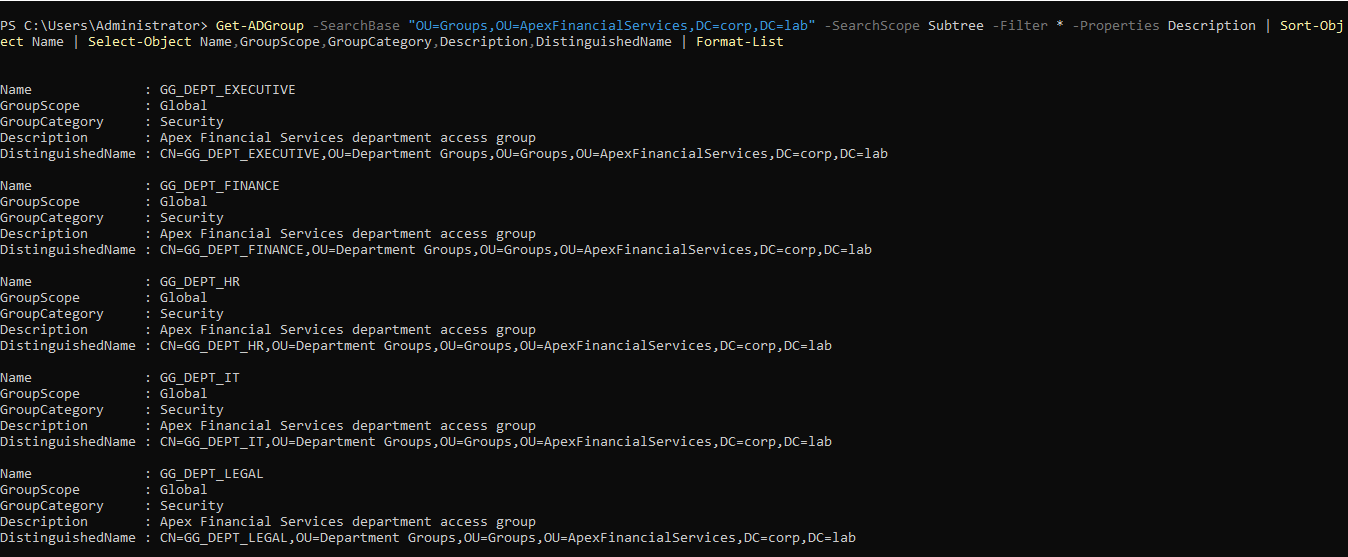 PS C:\Users\Administrator> Get-ADGroup -SearchBase "OU=Groups,OU=ApexFinancialServices,DC=corp,DC=lab" -SearchScope Subtree -Filter * -Properties Description | Sort-Obj
ect Name | Select-Object Name,GroupScope,GroupCategory,Description,DistinguishedName | Format-List
Name              : GG_DEPT_EXECUTIVE
GroupScope        : Global
GroupCategory     : Security
Description       : Apex Financial Services department access group
DistinguishedName : CN=GG_DEPT_EXECUTIVE,OU=Department Groups,OU=Groups,OU=ApexFinancialServices,DC=corp,DC=lab
Name              : GG_DEPT_FINANCE
GroupScope        : Global
GroupCategory     : Security
Description       : Apex Financial Services department access group
DistinguishedName : CN=GG_DEPT_FINANCE,OU=Department Groups,OU=Groups,OU=ApexFinancialServices,DC=corp,DC=lab
Name              : GG_DEPT_HR
GroupScope        : Global
GroupCategory     : Security
Description       : Apex Financial Services department access group
DistinguishedName : CN=GG_DEPT_HR,OU=Department Groups,OU=Groups,OU=ApexFinancialServices,DC=corp,DC=lab
Name              : GG_DEPT_IT
GroupScope        : Global
GroupCategory     : Security
Description       : Apex Financial Services department access group
DistinguishedName : CN=GG_DEPT_IT,OU=Department Groups,OU=Groups,OU=ApexFinancialServices,DC=corp,DC=lab
Name              : GG_DEPT_LEGAL
GroupScope        : Global
GroupCategory     : Security
Description       : Apex Financial Services department access group
DistinguishedName : CN=GG_DEPT_LEGAL,OU=Department Groups,OU=Groups,OU=ApexFinancialServices,DC=corp,DC=lab